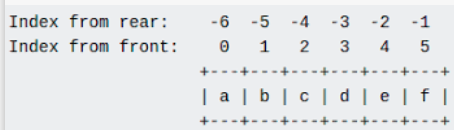 Index from rear:    -6  -5  -4  -3  -2  -1
Index from front:    0   1   2   3   4   5
                   +---+---+---+---+---+---+
                   | a | b | c | d | e | f |
                   +---+---+---+---+---+---+